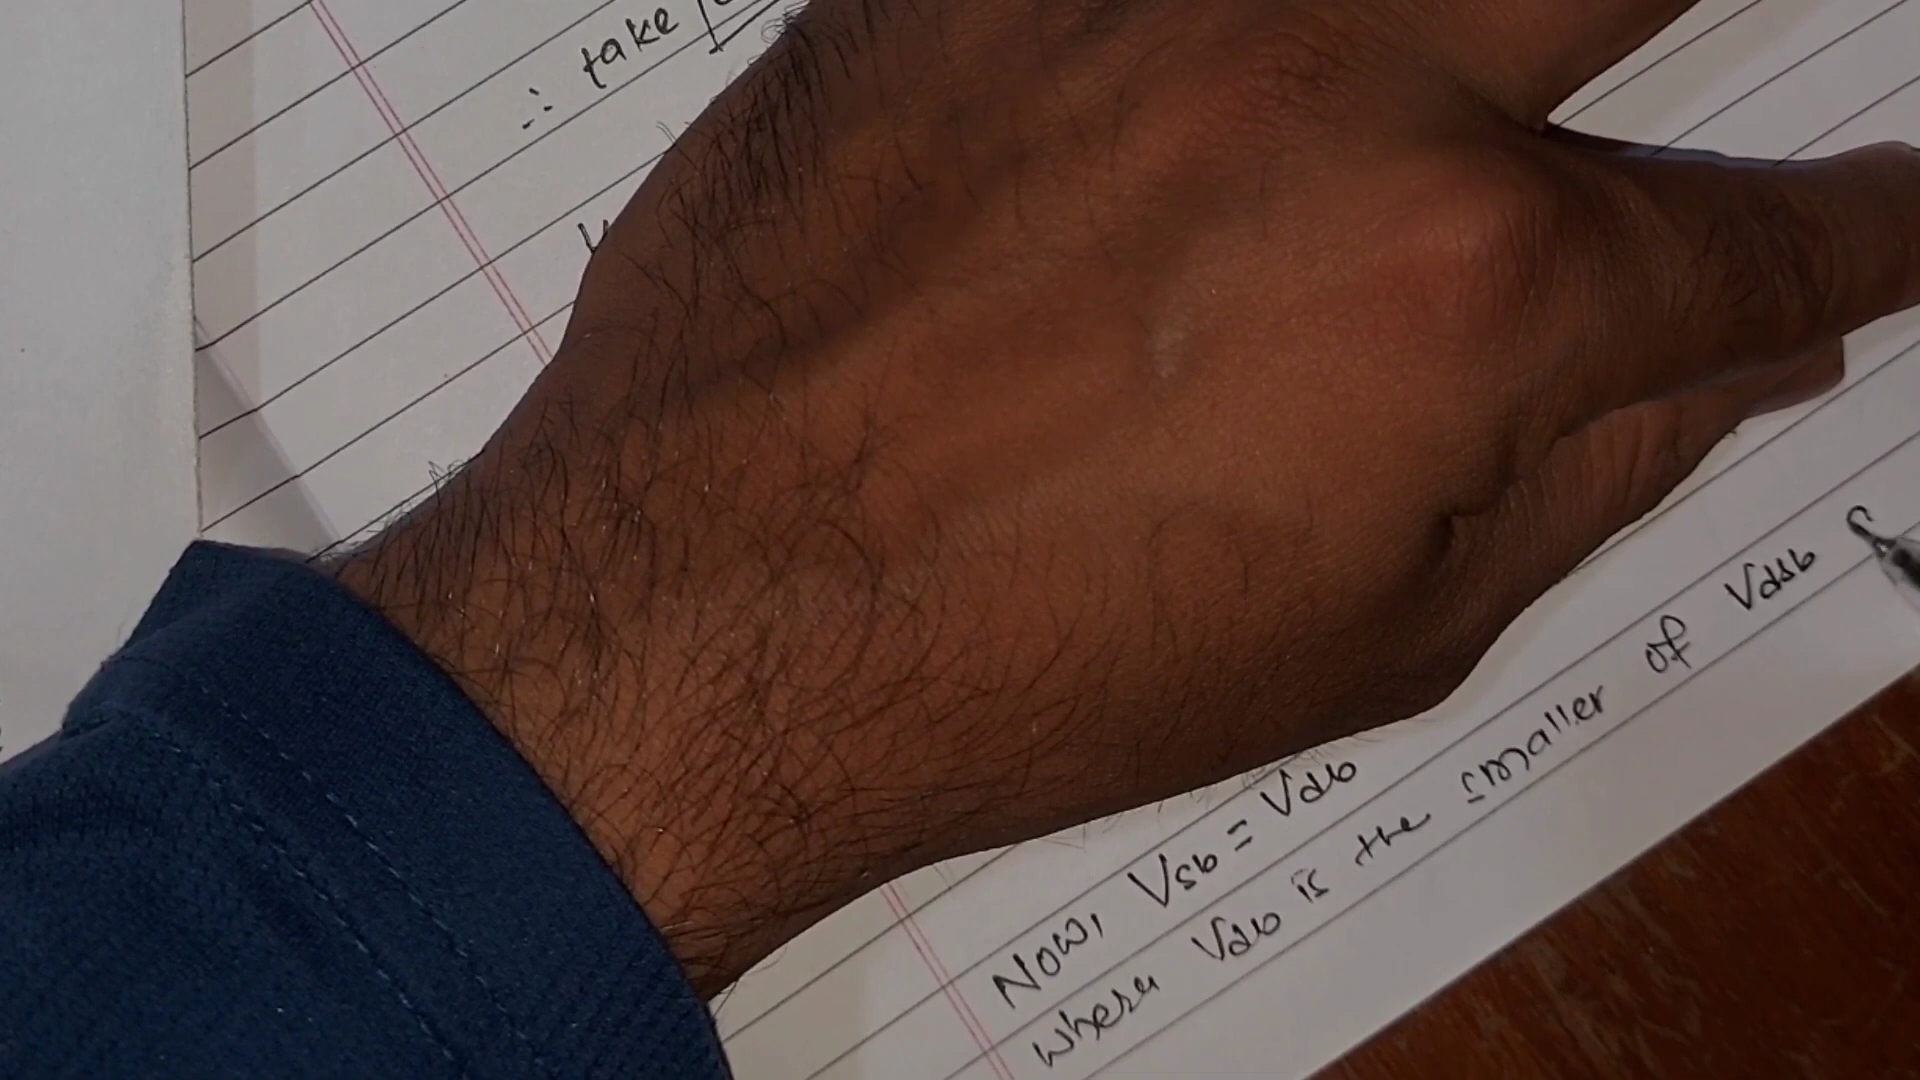 ∴ take
Now, Vsb = Vdb
where Vdb is the smaller of Vdsb